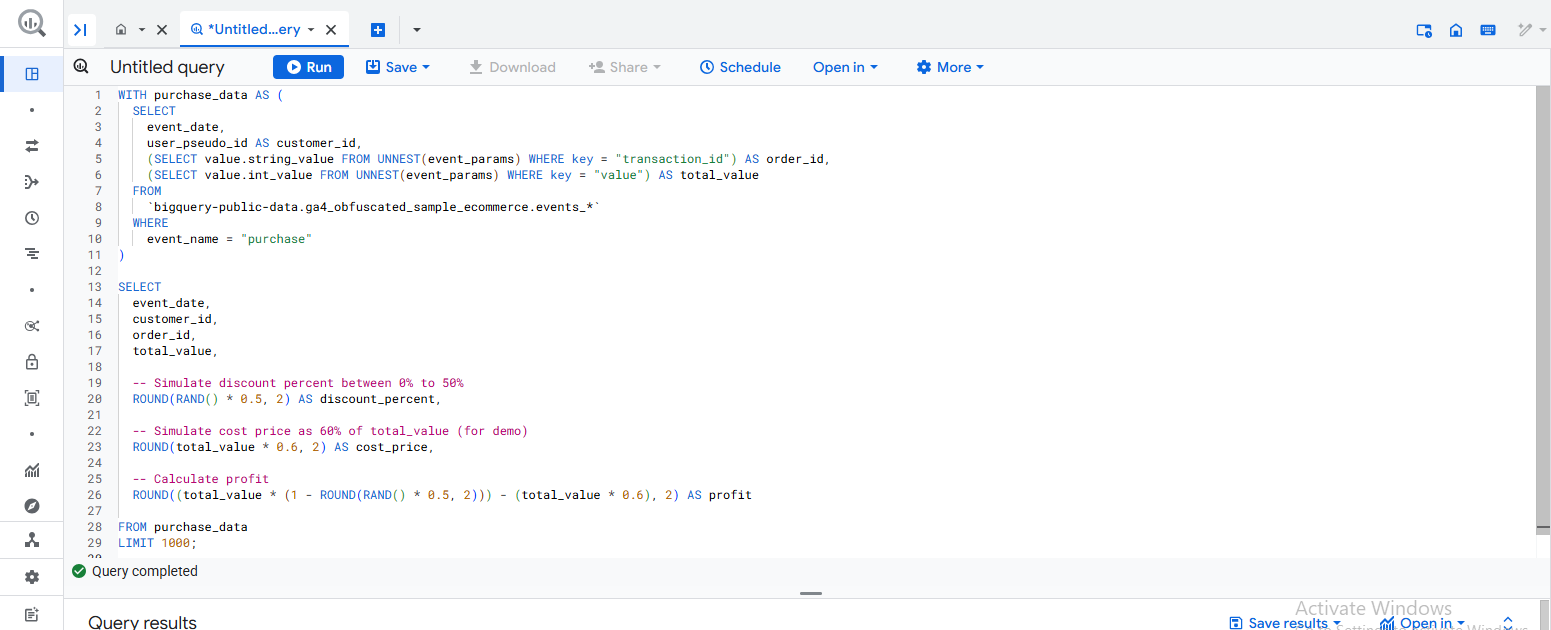 *Untitled...ery
Untitled query
Run
Save
Download
Share
Schedule
Open in
More
1 WITH purchase_data AS (
2 SELECT
3 event_date,
4 user_pseudo_id AS customer_id,
5 (SELECT value.string_value FROM UNNEST(event_params) WHERE key = "transaction_id") AS order_id,
6 (SELECT value.int_value FROM UNNEST(event_params) WHERE key = "value") AS total_value
7 FROM
8 `bigquery-public-data.ga4_obfuscated_sample_ecommerce.events_*`
9 WHERE
10 event_name = "purchase"
11 )
12
13 SELECT
14 event_date,
15 customer_id,
16 order_id,
17 total_value,
18
19 -- Simulate discount percent between 0% to 50%
20 ROUND(RAND() * 0.5, 2) AS discount_percent,
21
22 -- Simulate cost price as 60% of total_value (for demo)
23 ROUND(total_value * 0.6, 2) AS cost_price,
24
25 -- Calculate profit
26 ROUND((total_value * (1 - ROUND(RAND() * 0.5, 2))) - (total_value * 0.6), 2) AS profit
27
28 FROM purchase_data
29 LIMIT 1000;
Query completed
Activate Windows
Query results
Save results
Open in